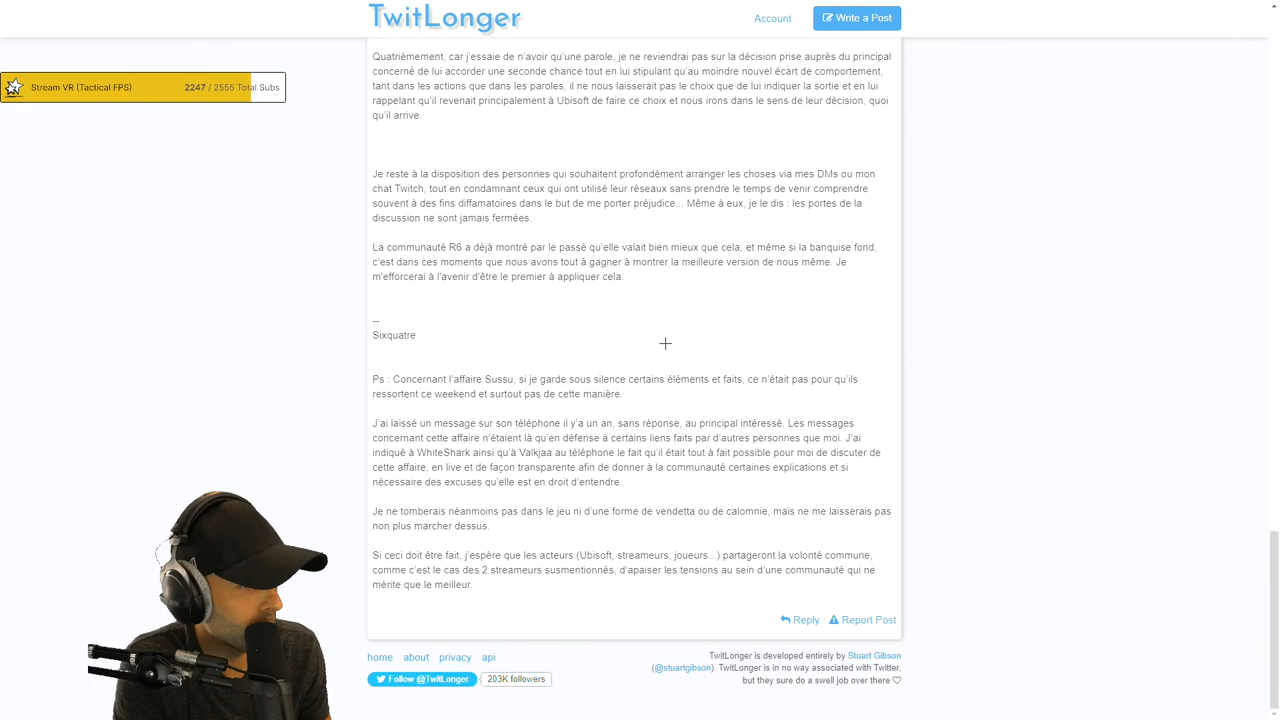 TwitLonger
Account
Write a Post
Stream VR (Tactical FPS) 2247 / 2555 Total Subs
Quatrièmement, car j'essaie de n'avoir qu'une parole, je ne reviendrai pas sur la décision prise auprès du principal
concerné de lui accorder une seconde chance tout en lui stipulant qu'au moindre nouvel écart de comportement,
tant dans les actions que dans les paroles, il ne nous laisserait pas le choix que de lui indiquer la sortie et en lui
rappelant qu'il revenait principalement à Ubisoft de faire ce choix et nous irons dans le sens de leur décision, quoi
qu'il arrive.
Je reste à la disposition des personnes qui souhaitent profondément arranger les choses via mes DMs ou mon
chat Twitch, tout en condamnant ceux qui ont utilisé leur réseaux sans prendre le temps de venir comprendre
souvent à des fins diffamatoires dans le but de me porter préjudice... Même à eux, je le dis : les portes de la
discussion ne sont jamais fermées.
La communauté R6 a déjà montré par le passé qu'elle valait bien mieux que cela, et même si la banquise fond,
c'est dans ces moments que nous avons tout à gagner à montrer la meilleure version de nous même. Je
m'efforcerai à l'avenir d'être le premier à appliquer cela.
--
Sixquatre
Ps : Concernant l'affaire Sussu, si je garde sous silence certains éléments et faits, ce n'était pas pour qu'ils
ressortent ce weekend et surtout pas de cette manière.
J'ai laissé un message sur son téléphone il y'a un an, sans réponse, au principal intéressé. Les messages
concernant cette affaire n'étaient là qu'en défense à certains liens faits par d'autres personnes que moi. J'ai
indiqué à WhiteShark ainsi qu'à Valkjaa au téléphone le fait qu'il était tout à fait possible pour moi de discuter de
cette affaire, en live et de façon transparente afin de donner à la communauté certaines explications et si
nécessaire des excuses qu'elle est en droit d'entendre.
Je ne tomberais néanmoins pas dans le jeu ni d'une forme de vendetta ou de calomnie, mais ne me laisserais pas
non plus marcher dessus.
Si ceci doit être fait, j'espère que les acteurs (Ubisoft, streameurs, joueurs...) partageront la volonté commune,
comme c'est le cas des 2 streameurs susmentionnés, d'apaiser les tensions au sein d'une communauté qui ne
mérite que le meilleur.
Reply · Report Post
home about privacy api
Follow @TwitLonger 203K followers
TwitLonger is developed entirely by Stuart Gibson
(@stuartgibson). TwitLonger is in no way associated with Twitter,
but they sure do a swell job over there